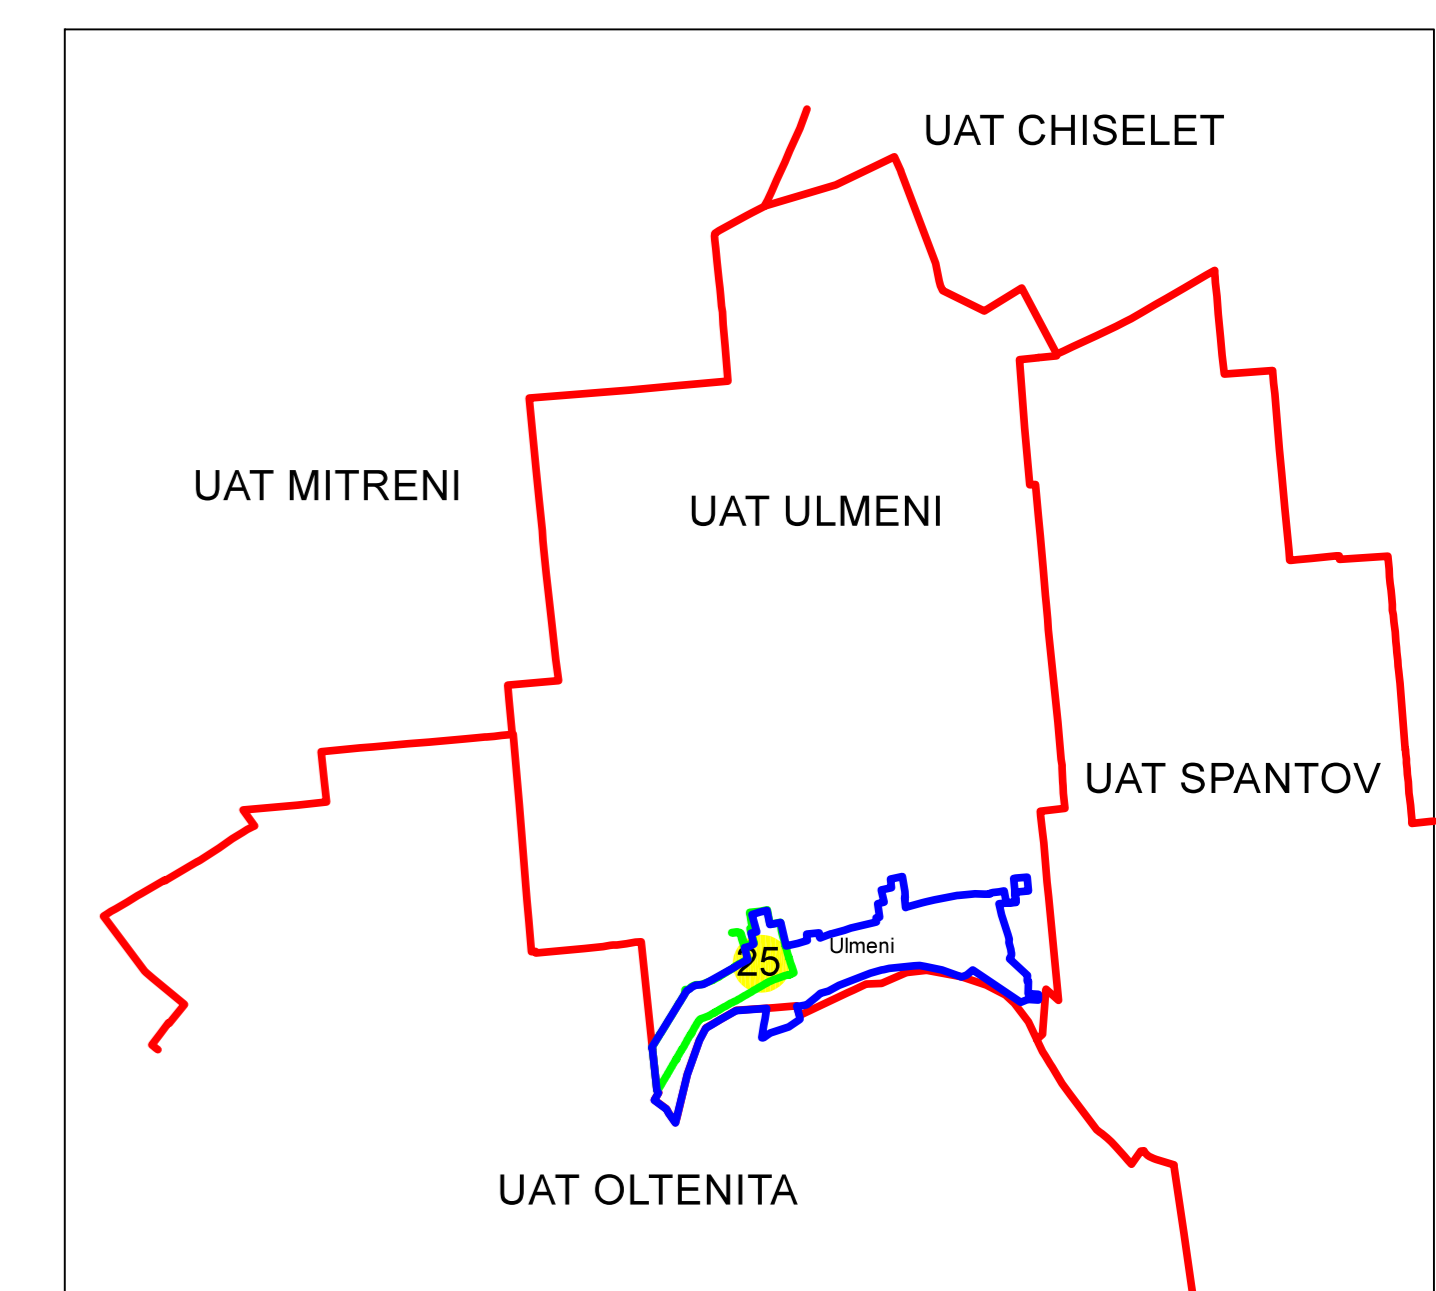 UAT CHISELET
UAT MITRENI
UAT ULMENI
UAT SPANTOV
Ulmeni
25
UAT OLTENITA